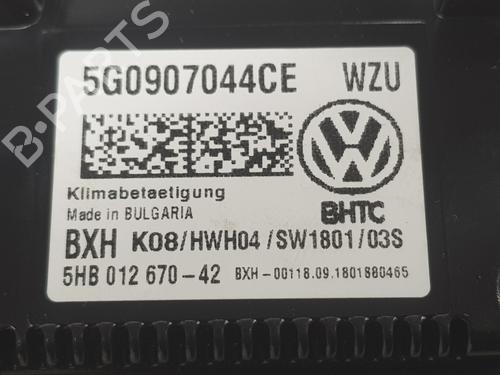 5G0907044CE WZU
Klimabetaetigung
Made in BULGARIA
BHTC
BXH K08/HWH04/SW1801/03S
5HB 012 670-42 BXH-00118.09.1801880465
B-PARTS